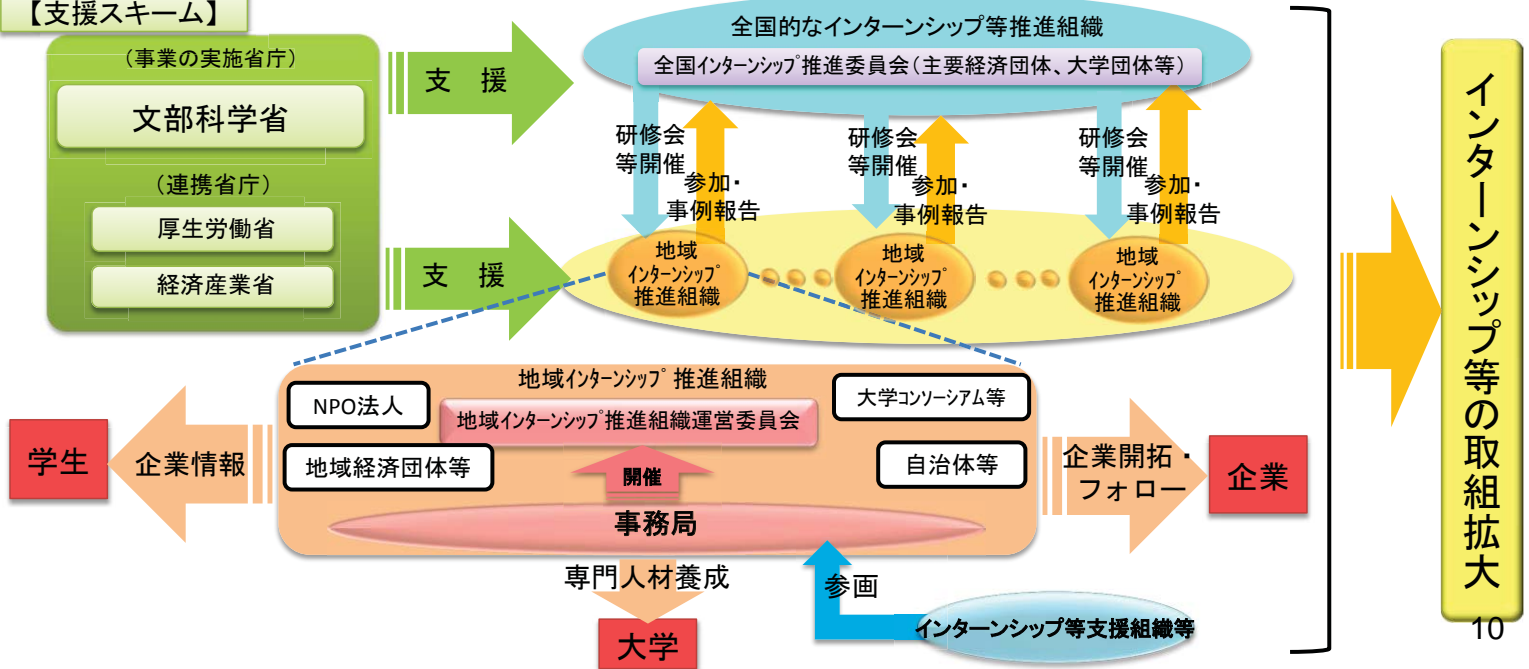 【支援スキーム】
(事業の実施省庁)
文部科学省
(連携省庁)
厚生労働省
経済産業省
支 援
支 援
全国的なインターンシップ等推進組織
全国インターンシップ推進委員会(主要経済団体、大学団体等)
研修会
等開催
参加・
事例報告
研修会
等開催
参加・
事例報告
研修会
等開催
参加・
事例報告
地域
インターンシップ
推進組織
地域
インターンシップ
推進組織
地域
インターンシップ
推進組織
地域インターンシップ推進組織
NPO法人
大学コンソーシアム等
地域インターンシップ推進組織運営委員会
地域経済団体等
自治体等
開催
事務局
学生
企業情報
企業開拓・
フォロー
企業
専門人材養成
大学
参画
インターンシップ等支援組織等
インターンシップ等の取組拡大
10